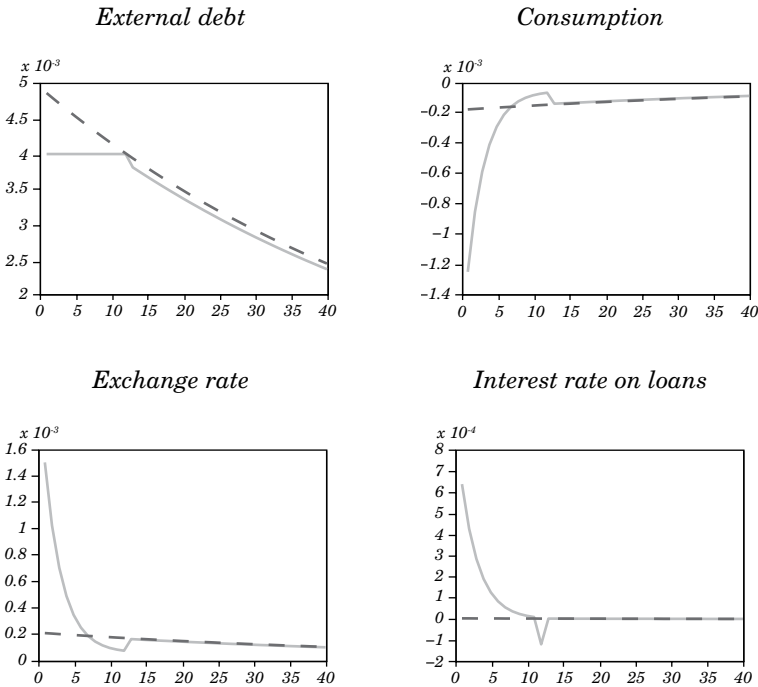 External debt
x 10-3
5
4.5
4
3.5
3
2.5
2
0 5 10 15 20 25 30 35 40
Consumption
x 10-3
0
–0.2
–0.4
–0.6
–0.8
–1
–1.2
–1.4
0 5 10 15 20 25 30 35 40
Exchange rate
x 10-3
1.6
1.4
1.2
1
0.8
0.6
0.4
0.2
0
0 5 10 15 20 25 30 35 40
Interest rate on loans
x 10-4
8
7
6
5
4
3
2
1
0
–1
–2
0 5 10 15 20 25 30 35 40